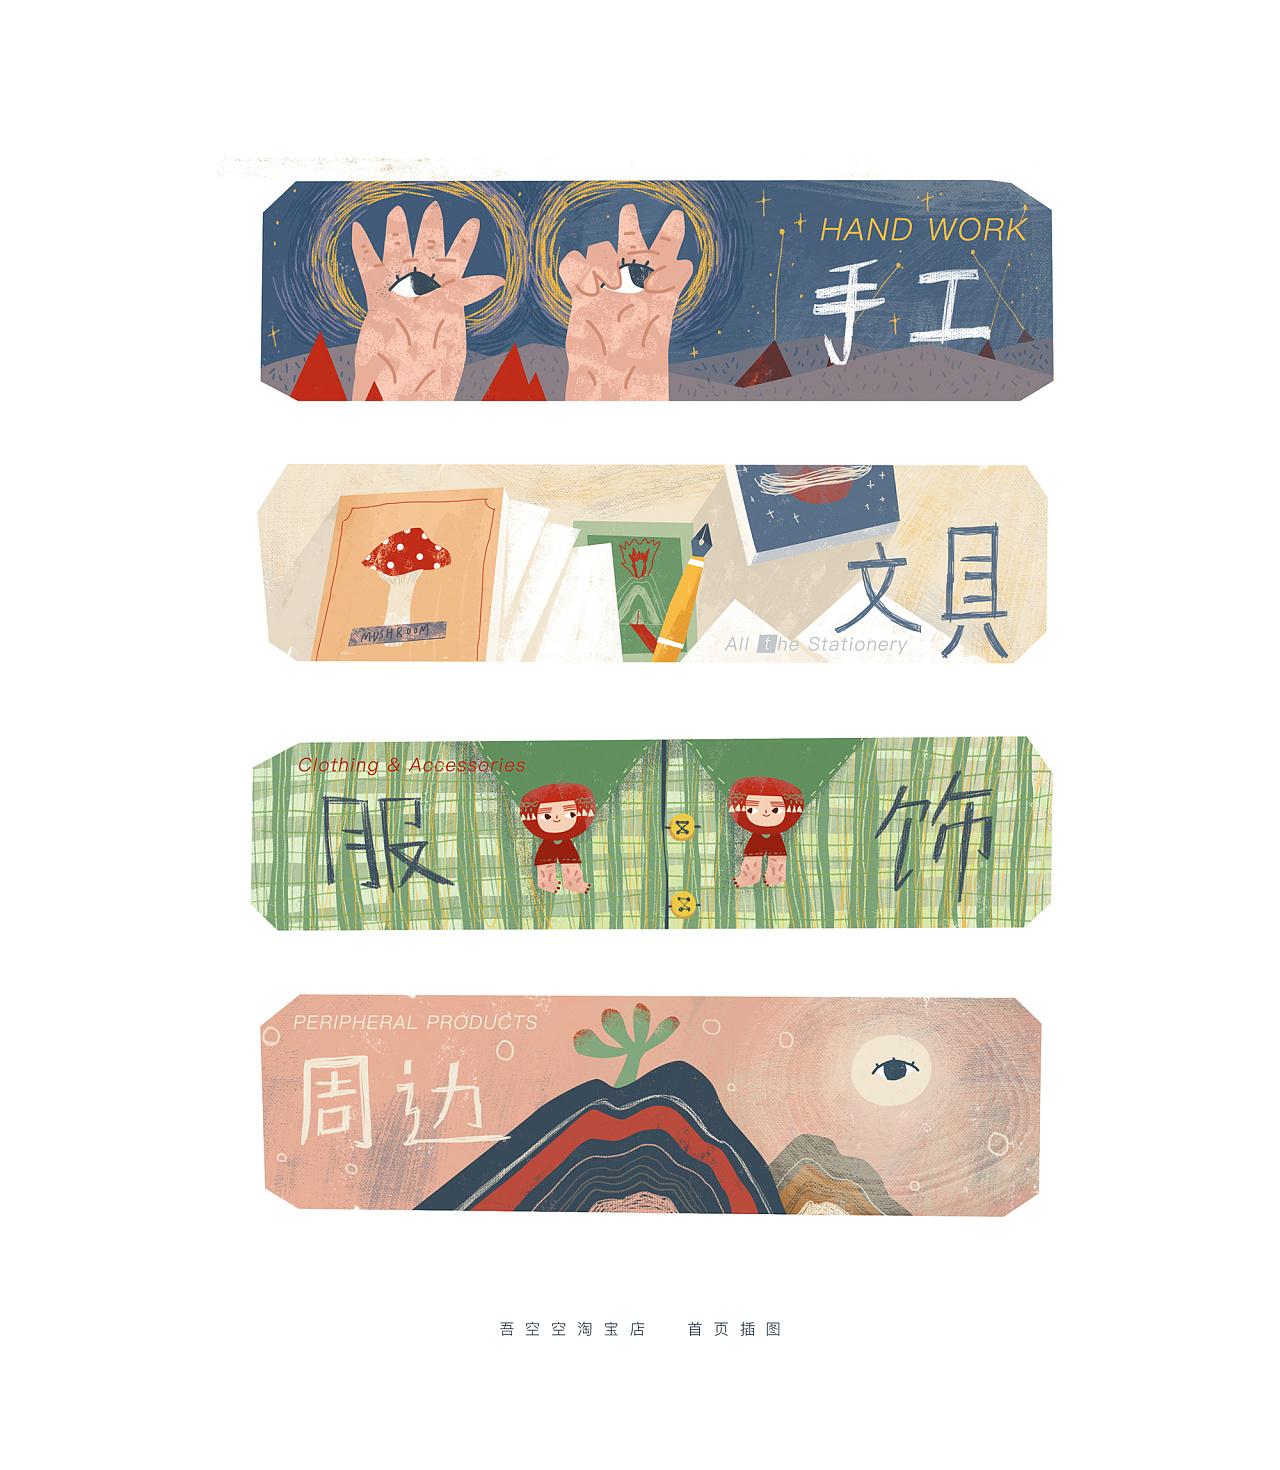 HAND WORK
手工
MUSHROOM
文具
All the Stationery
Clothing & Accessories
服饰
PERIPHERAL PRODUCTS
周边
吾空空淘宝店 首页插图